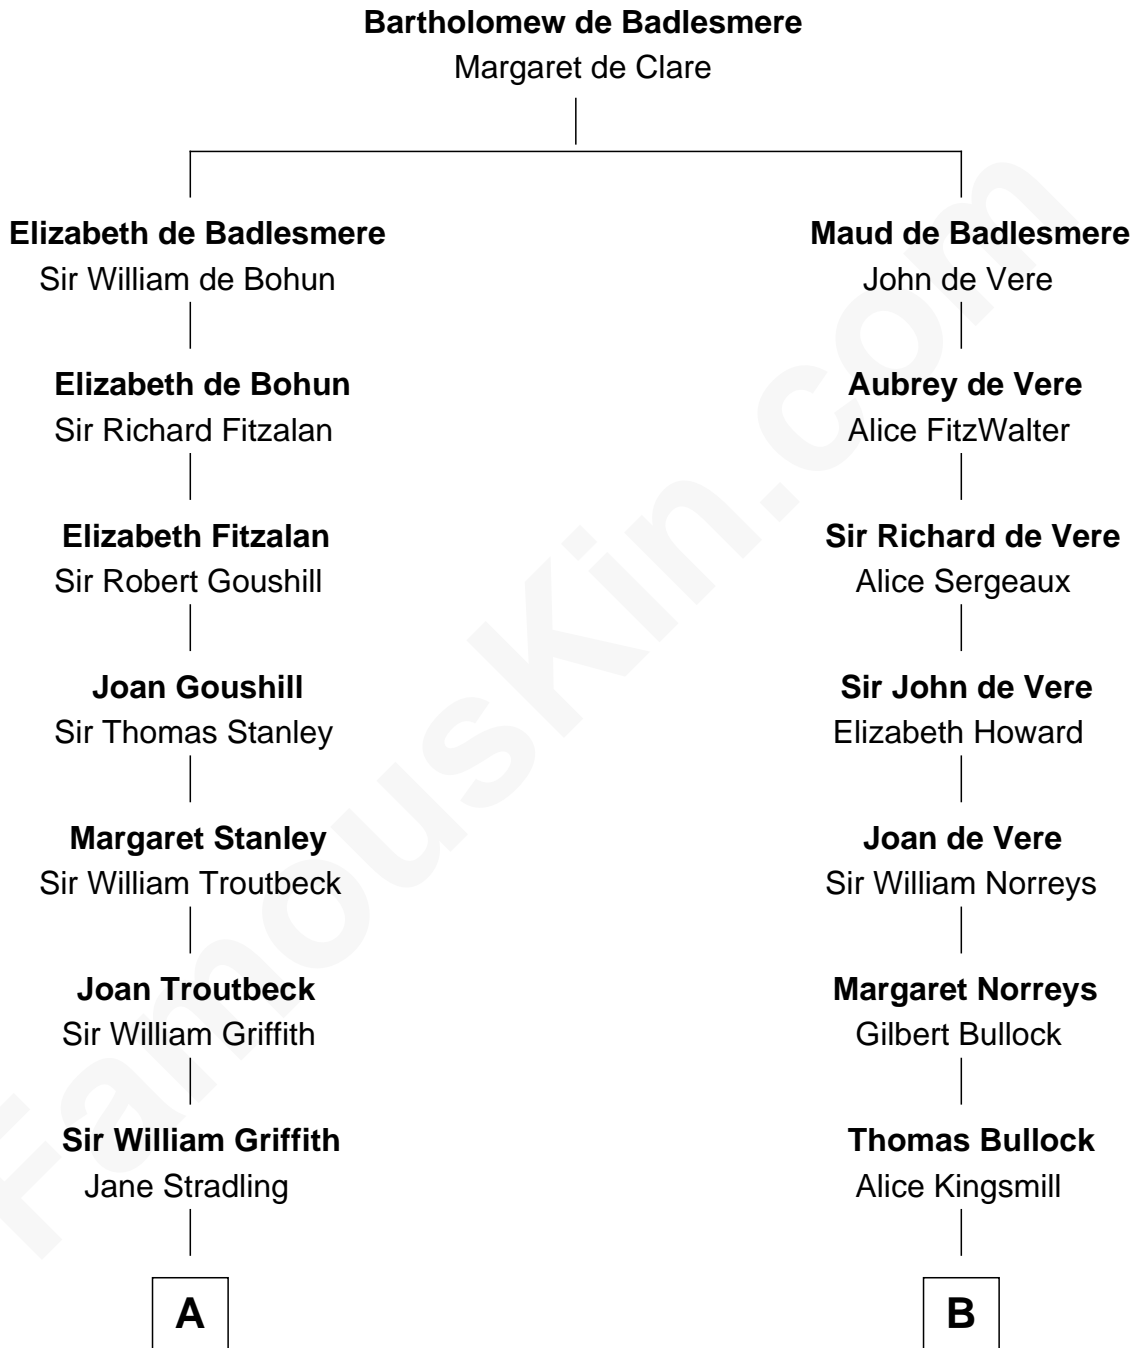 Bartholomew de Badlesmere
Margaret de Clare
Elizabeth de Badlesmere
Sir William de Bohun
Maud de Badlesmere
John de Vere
Elizabeth de Bohun
Sir Richard Fitzalan
Aubrey de Vere
Alice FitzWalter
Elizabeth Fitzalan
Sir Robert Goushill
Sir Richard de Vere
Alice Sergeaux
Joan Goushill
Sir Thomas Stanley
Sir John de Vere
Elizabeth Howard
Margaret Stanley
Sir William Troutbeck
Joan de Vere
Sir William Norreys
Joan Troutbeck
Sir William Griffith
Margaret Norreys
Gilbert Bullock
Sir William Griffith
Jane Stradling
Thomas Bullock
Alice Kingsmill
A
B
FamousKin.com